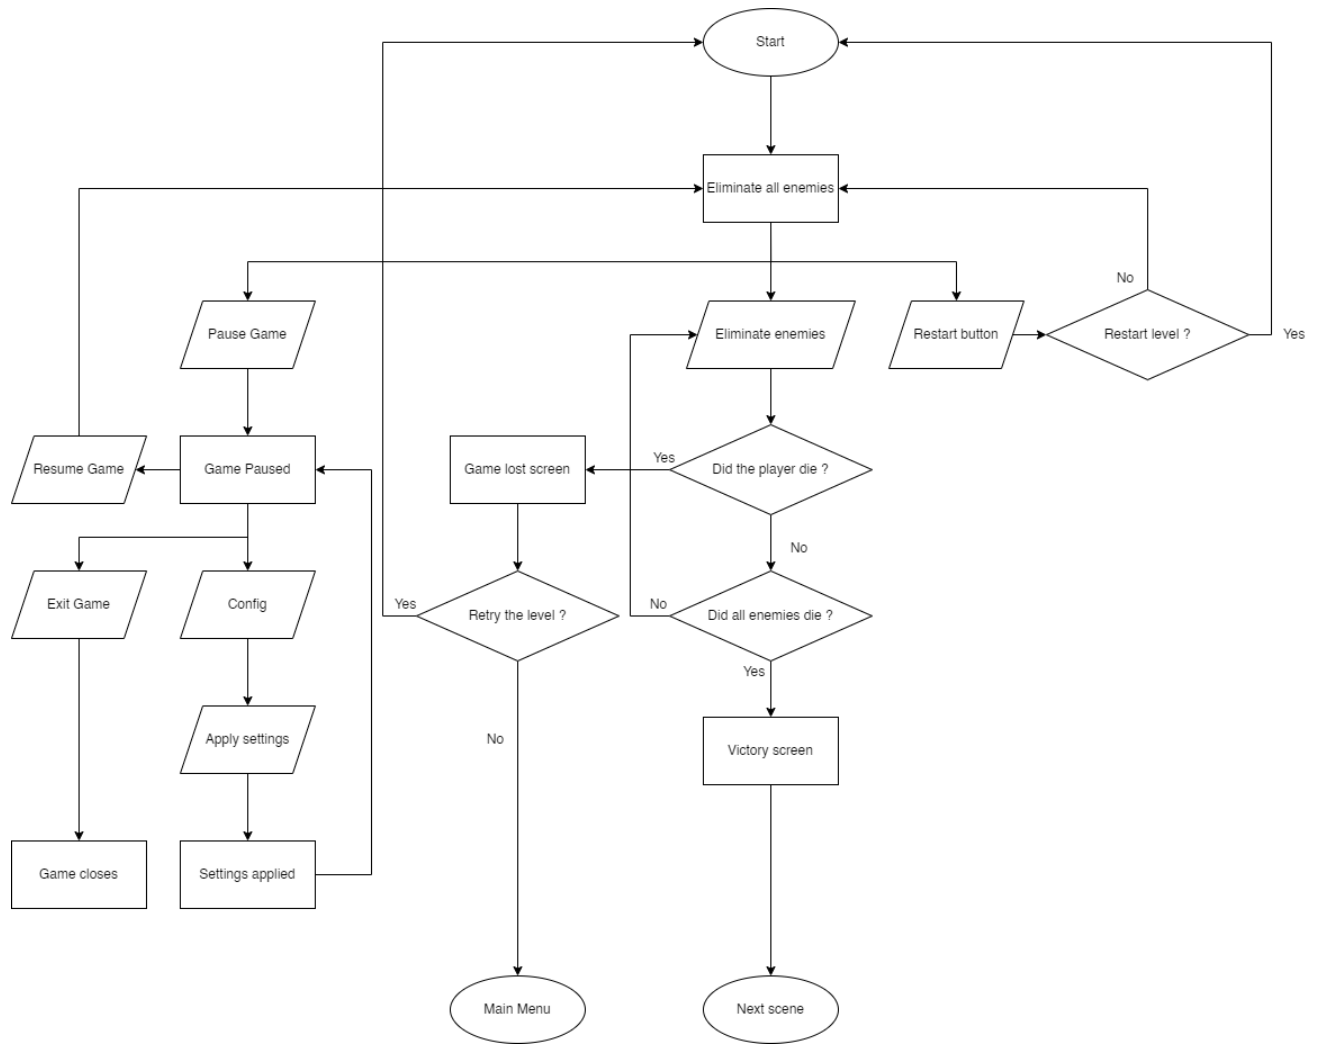 Start
Eliminate all enemies
No
Pause Game
Eliminate enemies
Restart button
Restart level ?
Yes
Resume Game
Game Paused
Game lost screen
Yes
Did the player die ?
No
Exit Game
Config
Yes
Retry the level ?
No
Did all enemies die ?
Yes
Apply settings
No
Victory screen
Game closes
Settings applied
Main Menu
Next scene